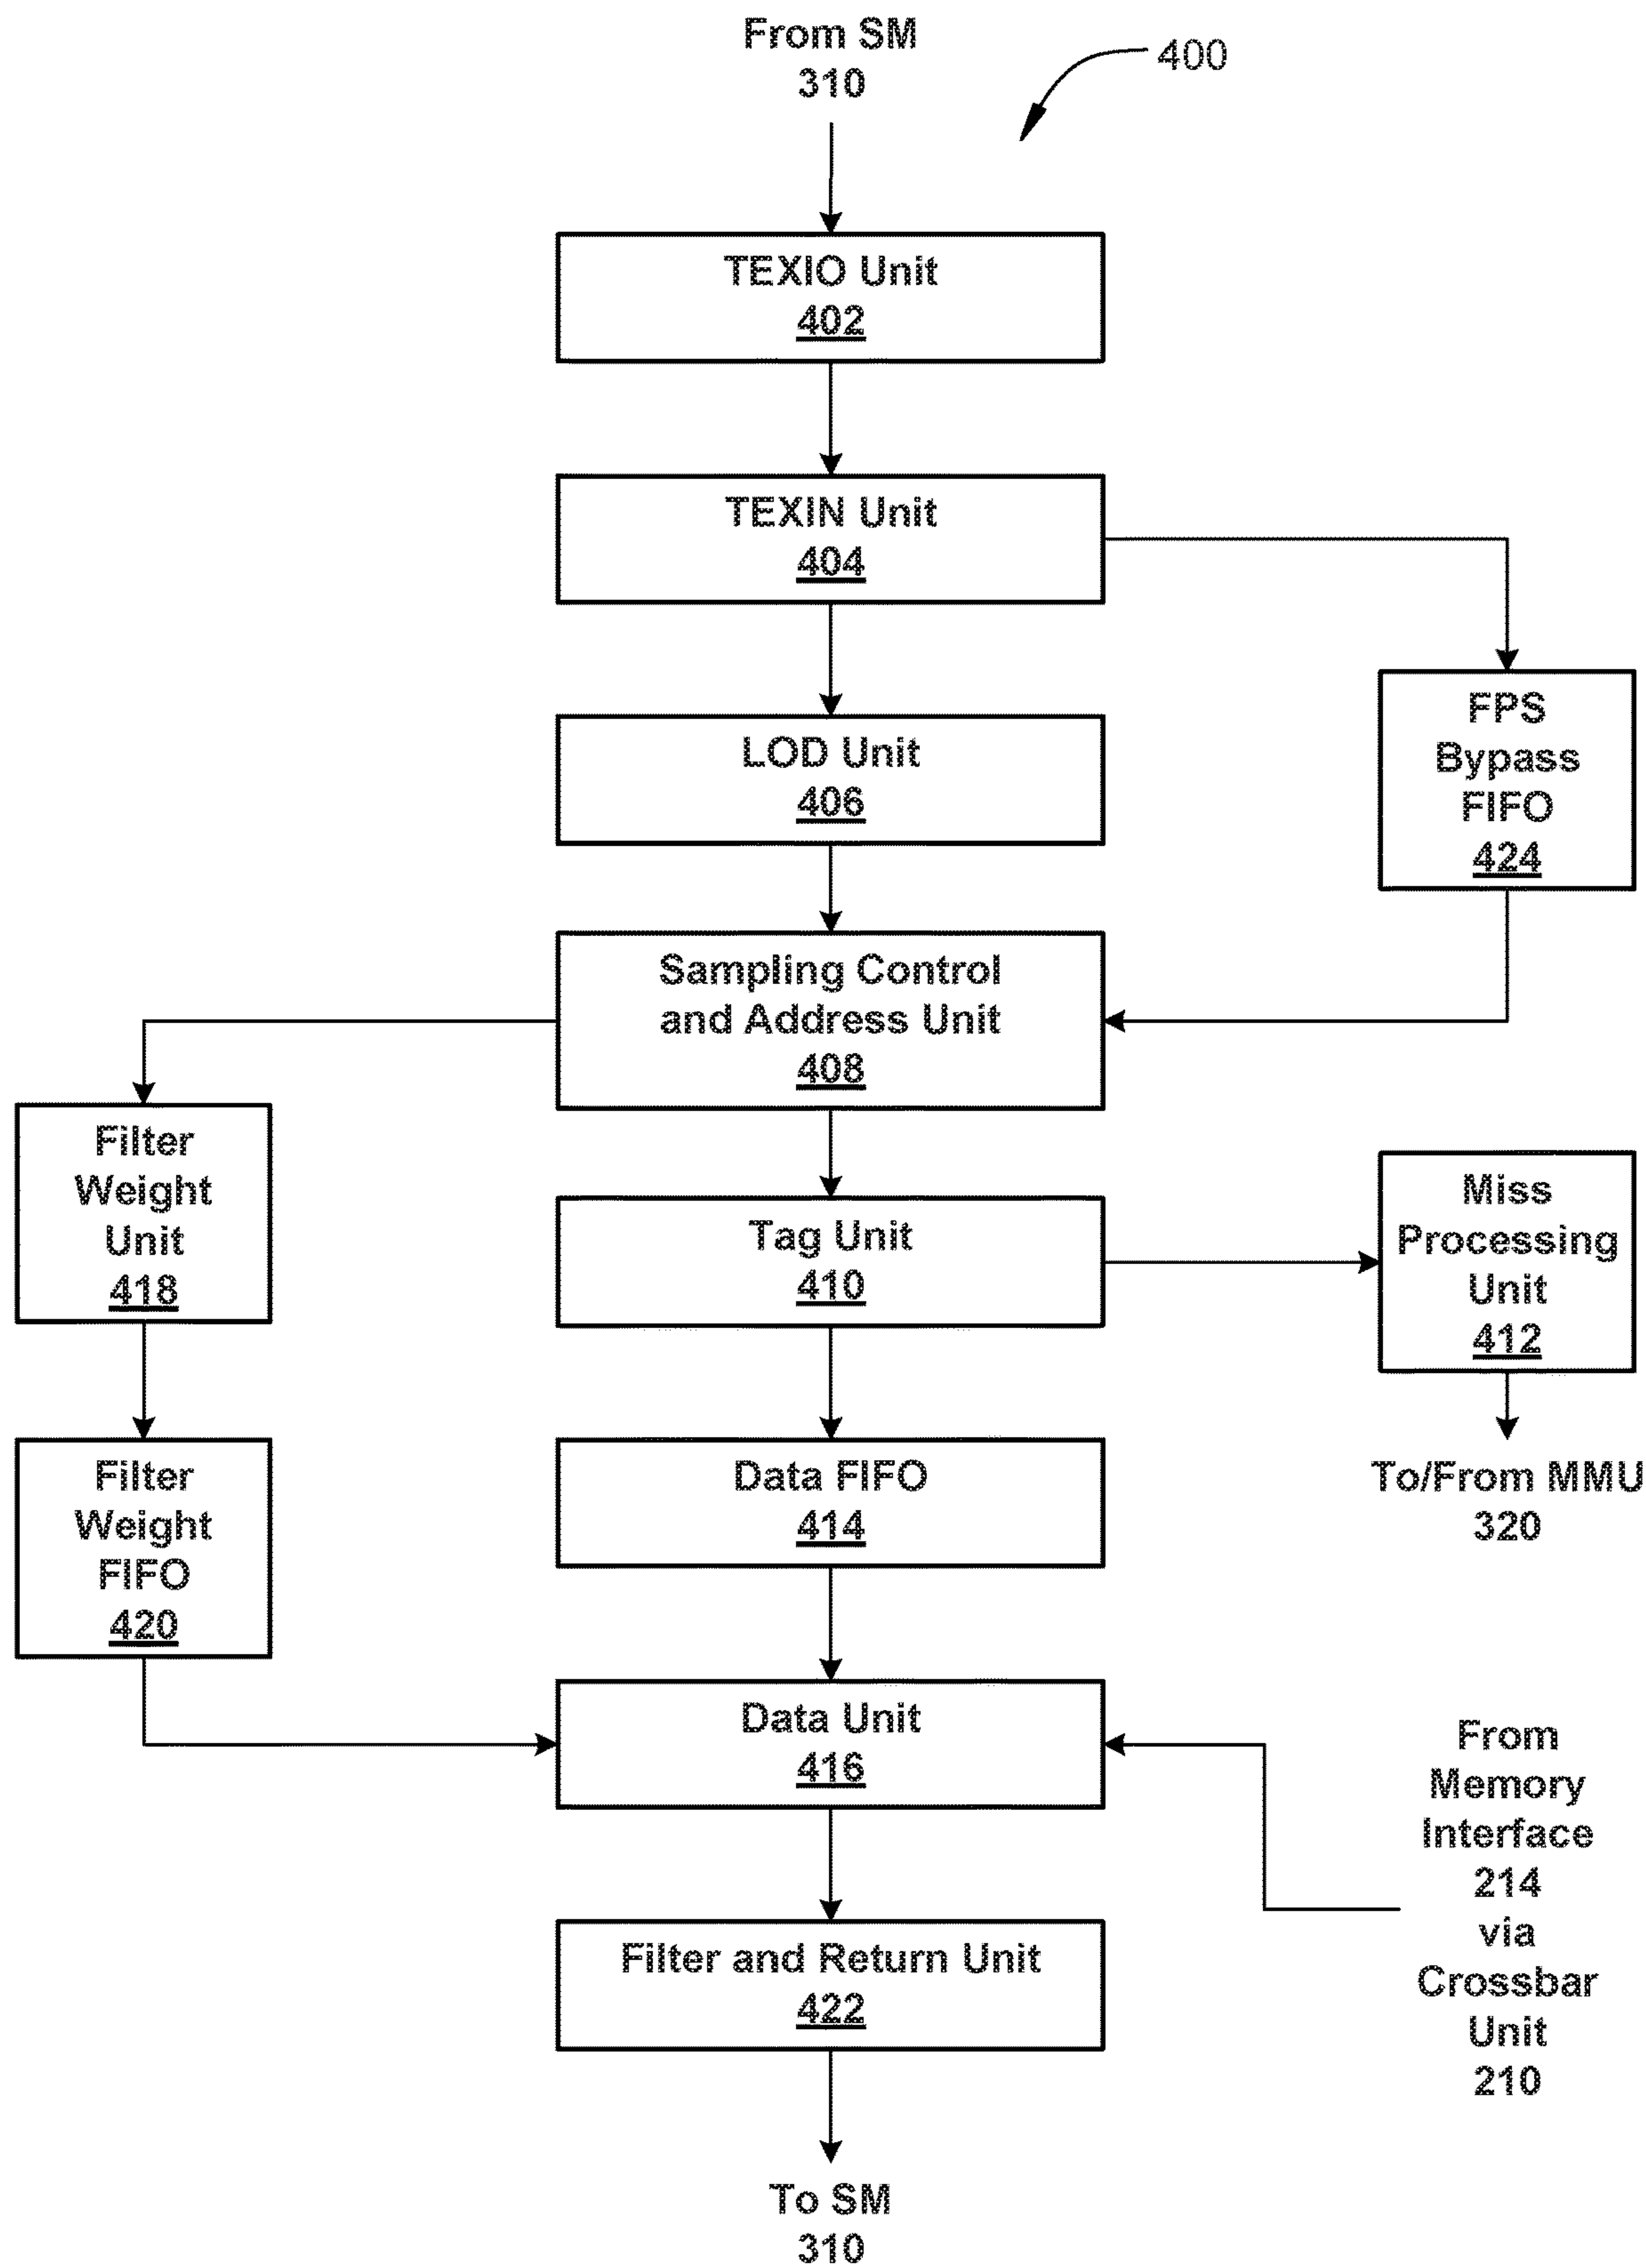 From SM
310
400
TEXIO Unit
402
TEXIN Unit
404
LOD Unit
406
FPS
Bypass
FIFO
424
Sampling Control
and Address Unit
408
Filter
Weight
Unit
418
Tag Unit
410
Miss
Processing
Unit
412
To/From MMU
320
Filter
Weight
FIFO
420
Data FIFO
414
Data Unit
416
From
Memory
Interface
214
via
Crossbar
Unit
210
Filter and Return Unit
422
To SM
310